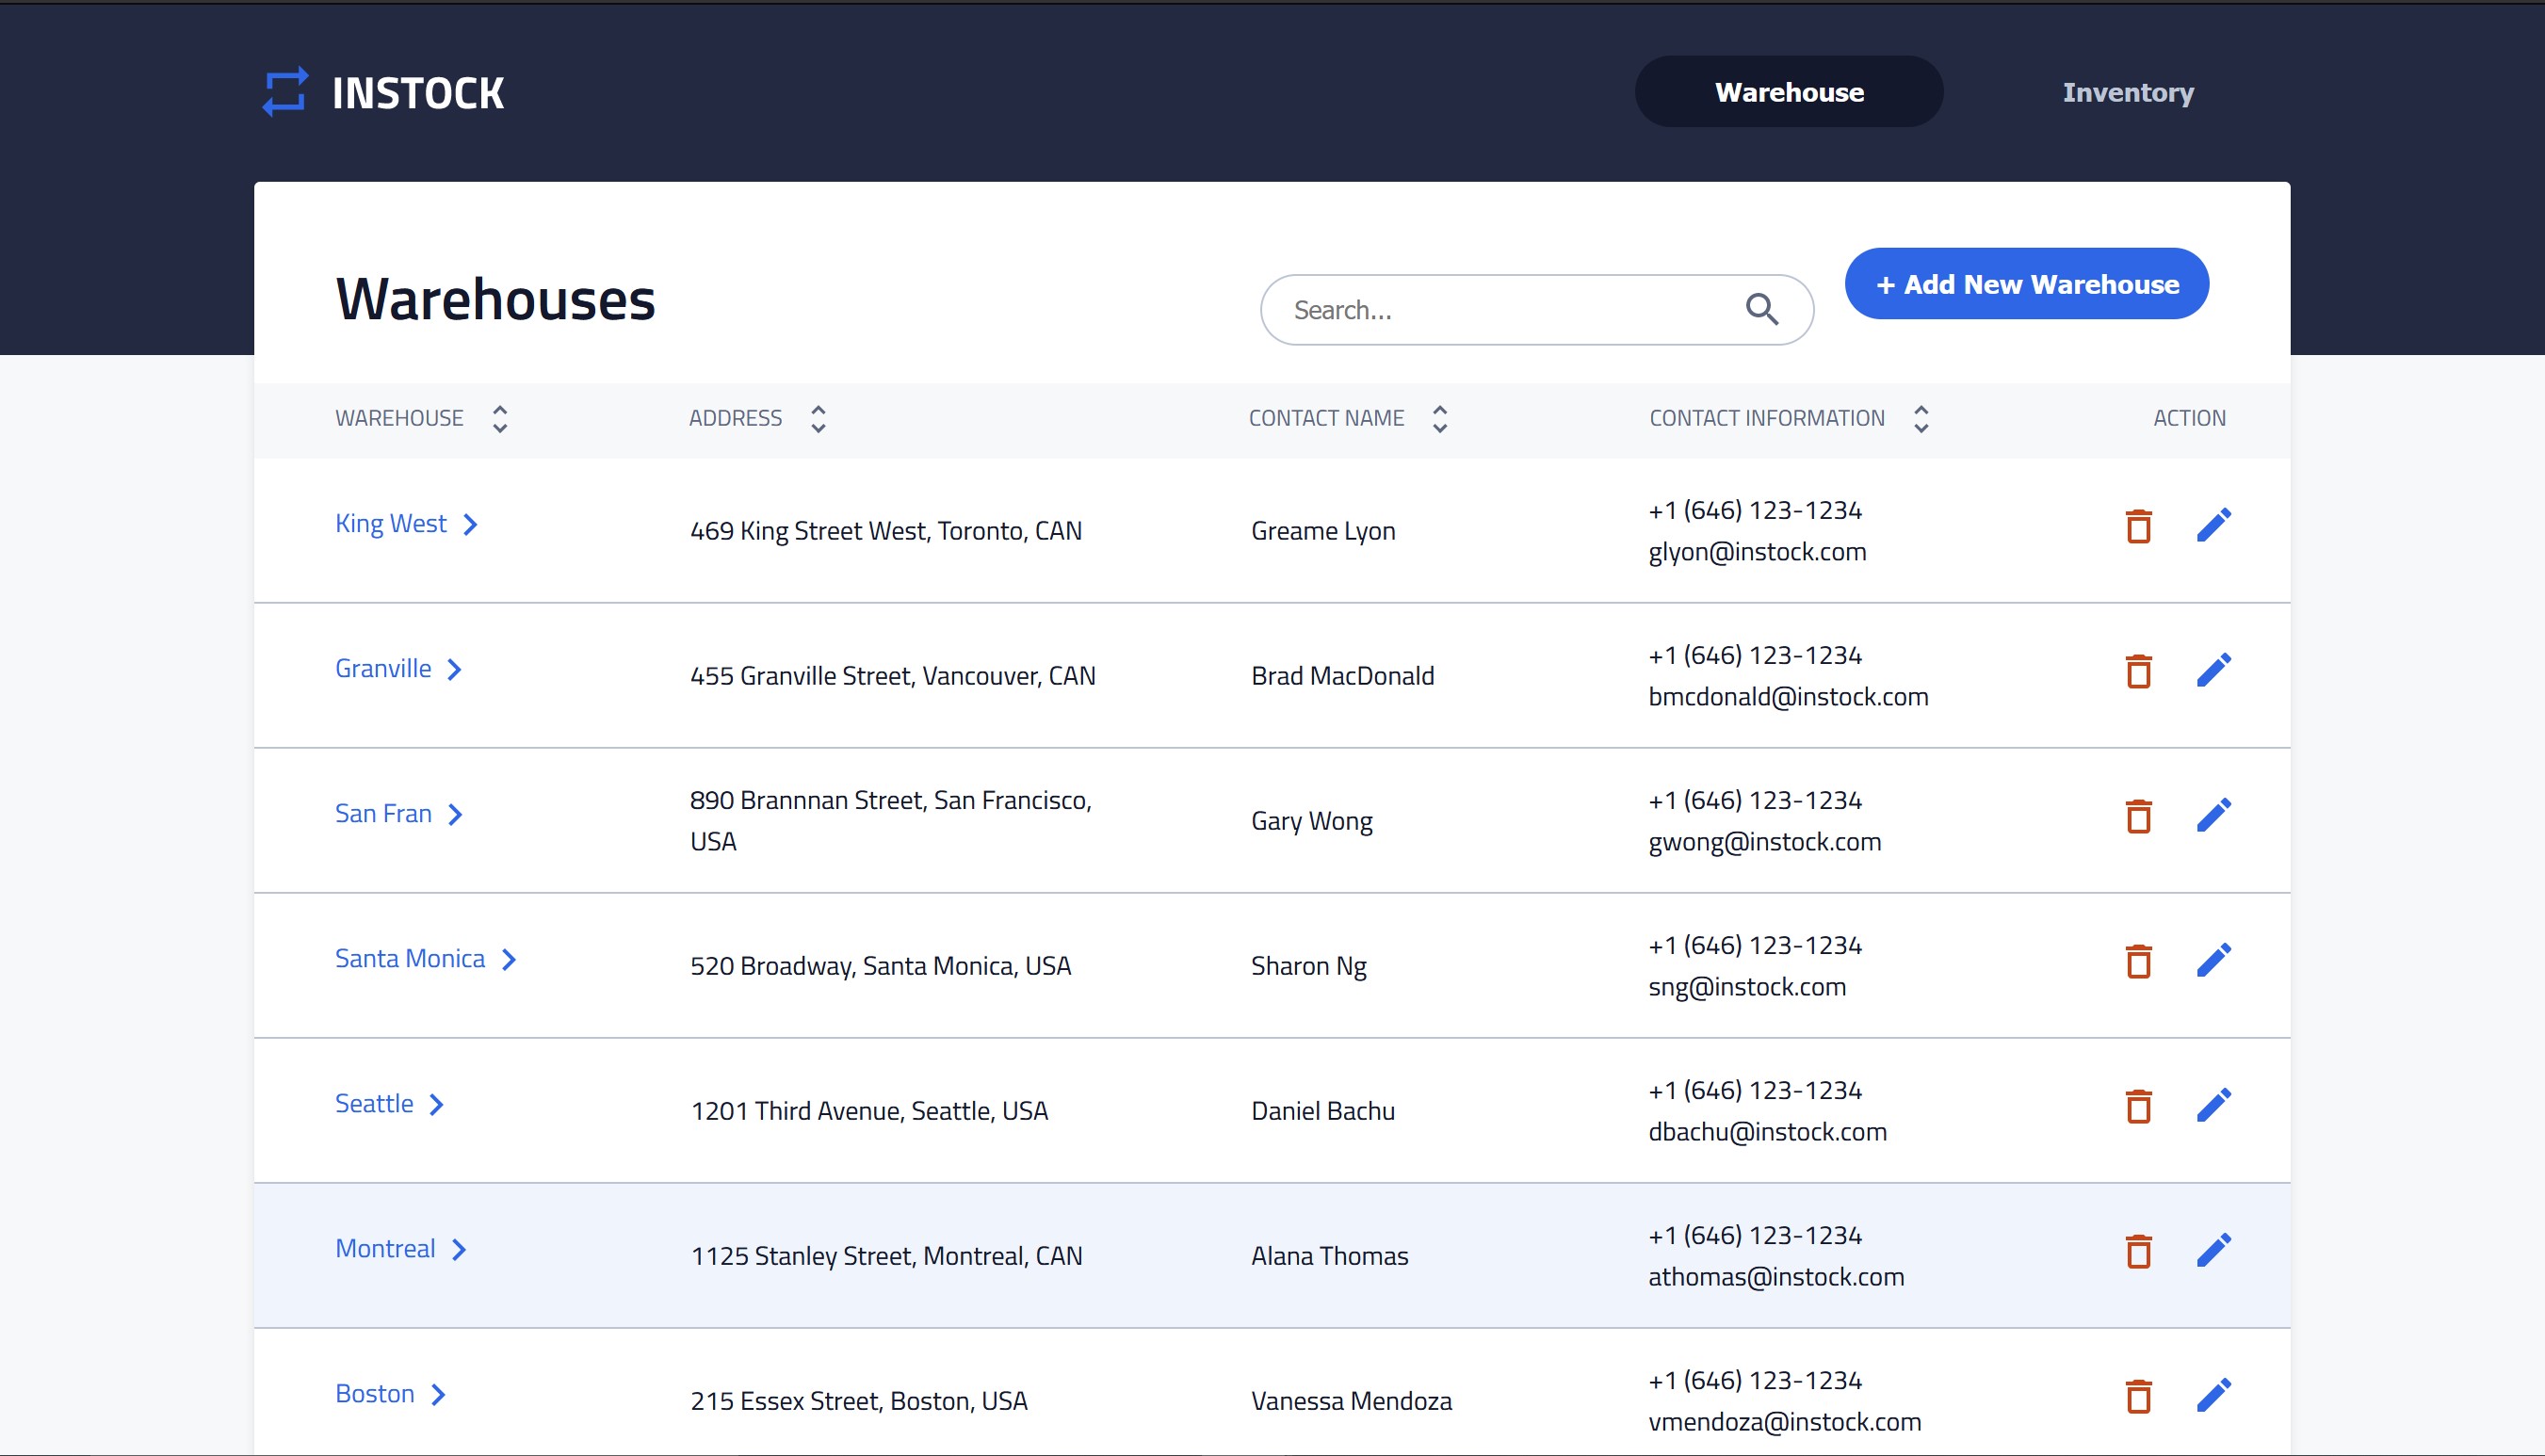 INSTOCK
Warehouse
Inventory
Warehouses
Search...
+ Add New Warehouse
WAREHOUSE
ADDRESS
CONTACT NAME
CONTACT INFORMATION
ACTION
King West
469 King Street West, Toronto, CAN
Greame Lyon
+1 (646) 123-1234
glyon@instock.com
Granville
455 Granville Street, Vancouver, CAN
Brad MacDonald
+1 (646) 123-1234
bmcdonald@instock.com
San Fran
890 Brannnan Street, San Francisco,
USA
Gary Wong
+1 (646) 123-1234
gwong@instock.com
Santa Monica
520 Broadway, Santa Monica, USA
Sharon Ng
+1 (646) 123-1234
sng@instock.com
Seattle
1201 Third Avenue, Seattle, USA
Daniel Bachu
+1 (646) 123-1234
dbachu@instock.com
Montreal
1125 Stanley Street, Montreal, CAN
Alana Thomas
+1 (646) 123-1234
athomas@instock.com
Boston
215 Essex Street, Boston, USA
Vanessa Mendoza
+1 (646) 123-1234
vmendoza@instock.com